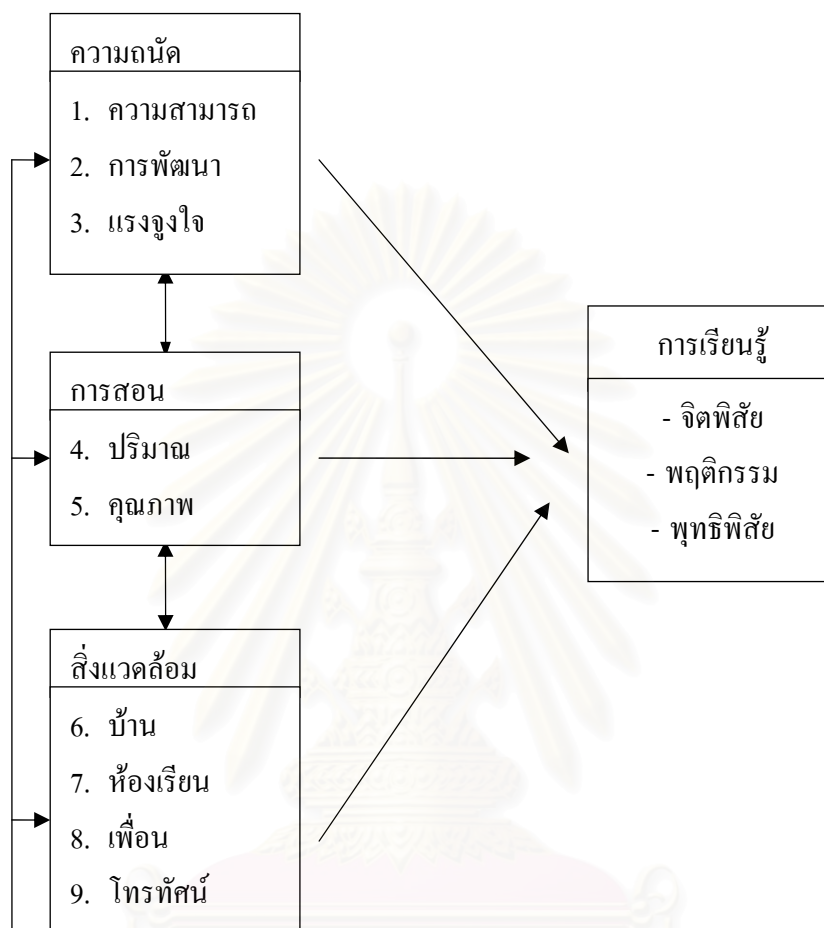 ความถนัด
1. ความสามารถ
2. การพัฒนา
3. แรงจูงใจ
การสอน
4. ปริมาณ
5. คุณภาพ
สิ่งแวดล้อม
6. บ้าน
7. ห้องเรียน
8. เพื่อน
9. โทรทัศน์
การเรียนรู้
- จิตพิสัย
- พฤติกรรม
- พุทธิพิสัย